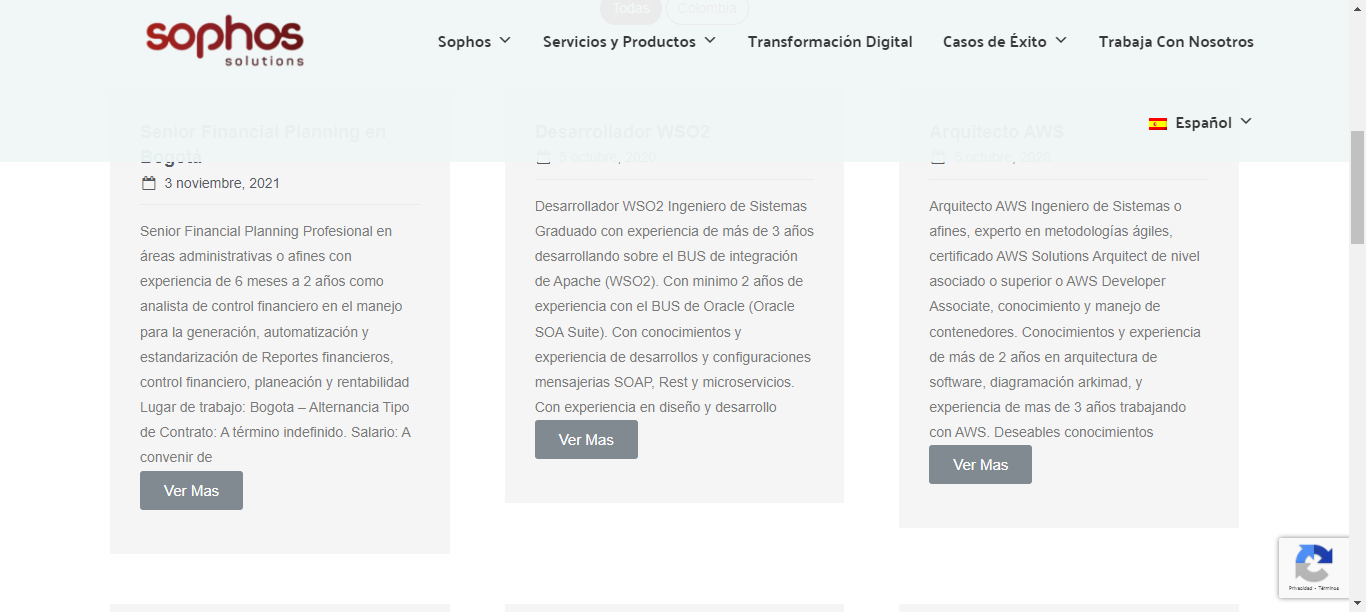 Todas Colombia
sophos
solutions
Sophos Servicios y Productos Transformación Digital Casos de Éxito Trabaja Con Nosotros
Español
Senior Financial Planning en
Bogotá
3 noviembre, 2021
Senior Financial Planning Profesional en
áreas administrativas o afines con
experiencia de 6 meses a 2 años como
analista de control financiero en el manejo
para la generación, automatización y
estandarización de Reportes financieros,
control financiero, planeación y rentabilidad
Lugar de trabajo: Bogota – Alternancia Tipo
de Contrato: A término indefinido. Salario: A
convenir de
Ver Mas
Desarrollador WSO2
5 octubre, 2020
Desarrollador WSO2 Ingeniero de Sistemas
Graduado con experiencia de más de 3 años
desarrollando sobre el BUS de integración
de Apache (WSO2). Con minimo 2 años de
experiencia con el BUS de Oracle (Oracle
SOA Suite). Con conocimientos y
experiencia de desarrollos y configuraciones
mensajerias SOAP, Rest y microservicios.
Con experiencia en diseño y desarrollo
Ver Mas
Arquitecto AWS
5 octubre, 2020
Arquitecto AWS Ingeniero de Sistemas o
afines, experto en metodologías ágiles,
certificado AWS Solutions Arquitect de nivel
asociado o superior o AWS Developer
Associate, conocimiento y manejo de
contenedores. Conocimientos y experiencia
de más de 2 años en arquitectura de
software, diagramación arkimad, y
experiencia de mas de 3 años trabajando
con AWS. Deseables conocimientos
Ver Mas
Privacidad - Términos